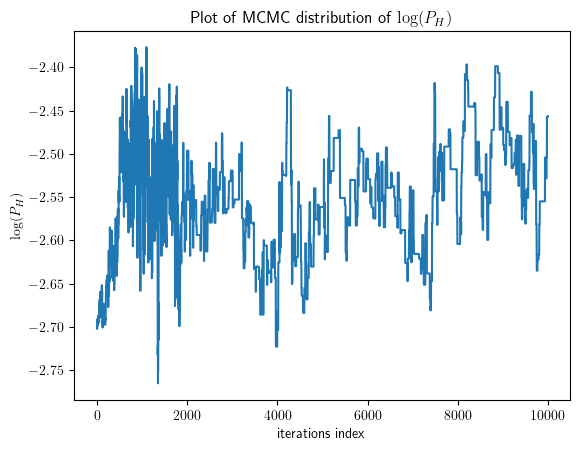 Plot of MCMC distribution of log(P_H)
log(P_H)
−2.40
−2.45
−2.50
−2.55
−2.60
−2.65
−2.70
−2.75
0 2000 4000 6000 8000 10000
iterations index